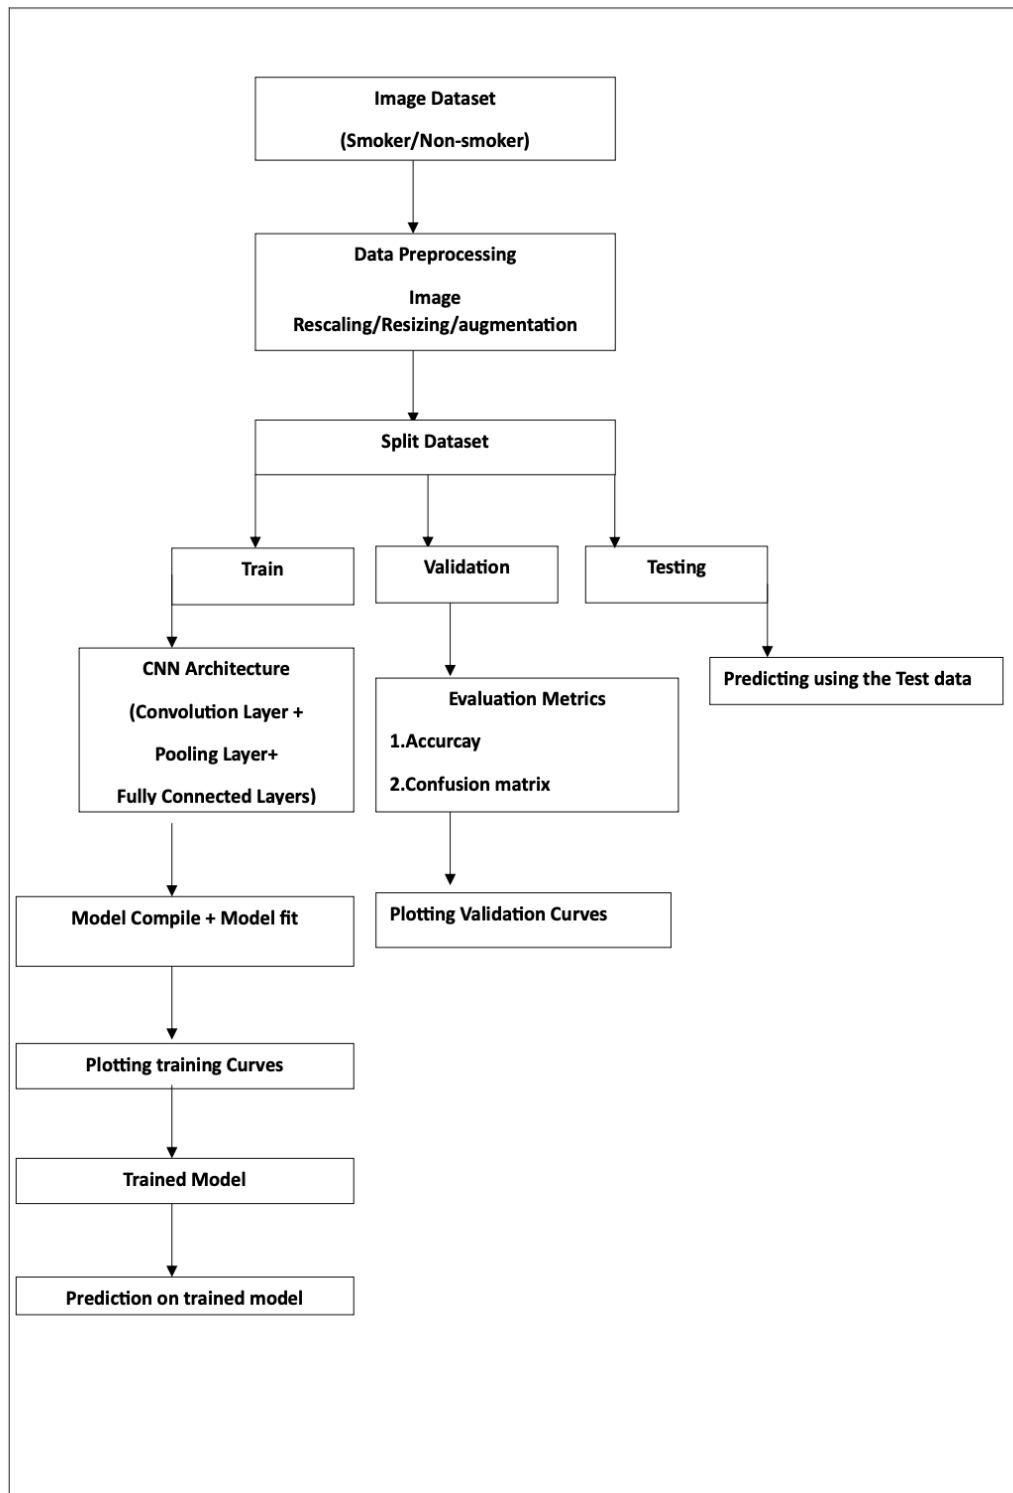 Image Dataset
(Smoker/Non-smoker)
Data Preprocessing
Image
Rescaling/Resizing/augmentation
Split Dataset
Train
Validation
Testing
CNN Architecture
(Convolution Layer +
Pooling Layer+
Fully Connected Layers)
Evaluation Metrics
1.Accurcay
2.Confusion matrix
Predicting using the Test data
Model Compile + Model fit
Plotting Validation Curves
Plotting training Curves
Trained Model
Prediction on trained model